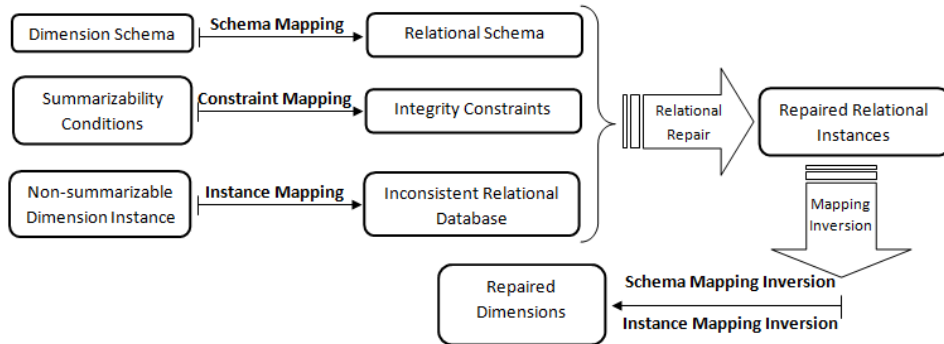 Dimension Schema
Schema Mapping
Relational Schema
Summarizability
Conditions
Constraint Mapping
Integrity Constraints
Non-summarizable
Dimension Instance
Instance Mapping
Inconsistent Relational
Database
Relational
Repair
Repaired Relational
Instances
Mapping
Inversion
Schema Mapping Inversion
Instance Mapping Inversion
Repaired
Dimensions